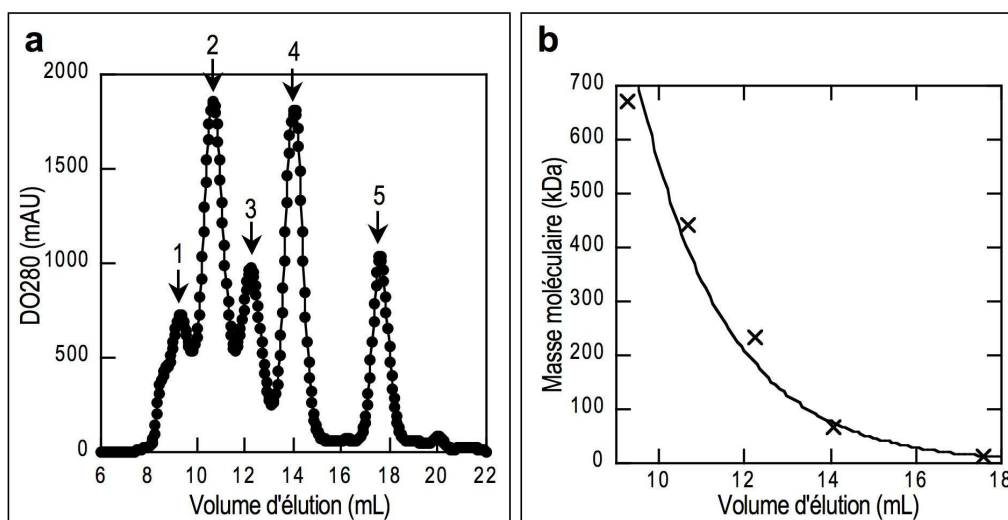 a
2
4
3
1
5
2000
1500
1000
500
0
DO280 (mAU)
6 8 10 12 14 16 18 20 22
Volume d'élution (mL)
b
700
600
500
400
300
200
100
0
Masse moléculaire (kDa)
10 12 14 16 18
Volume d'élution (mL)